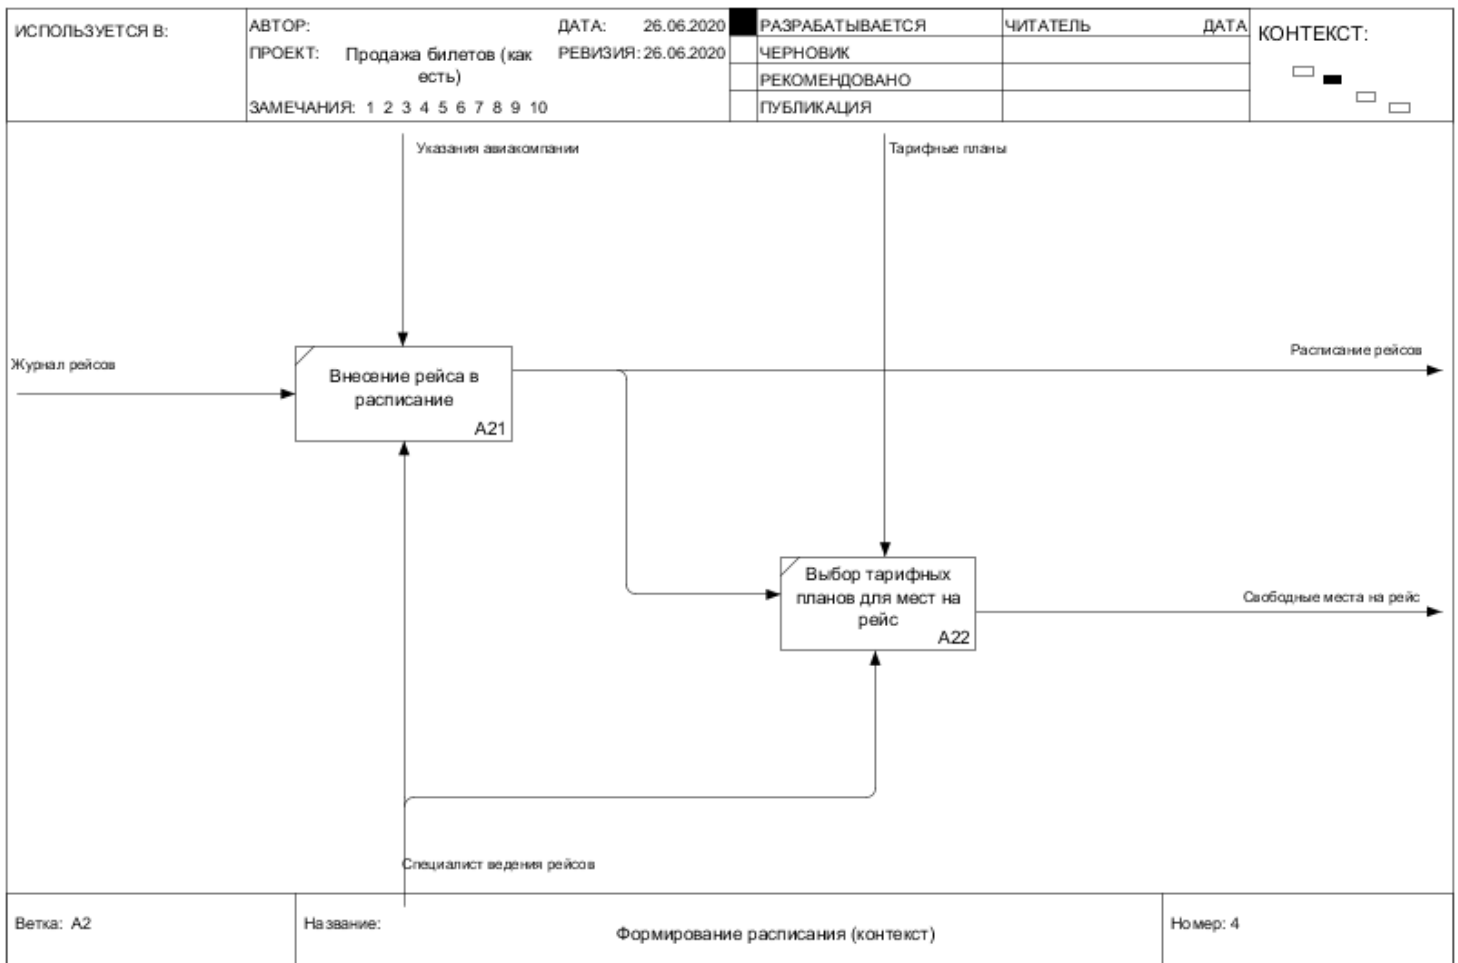 ИСПОЛЬЗУЕТСЯ В:
АВТОР:
ДАТА: 26.06.2020
ПРОЕКТ: Продажа билетов (как
есть)
РЕВИЗИЯ: 26.06.2020
ЗАМЕЧАНИЯ: 1 2 3 4 5 6 7 8 9 10
РАЗРАБАТЫВАЕТСЯ
ЧЕРНОВИК
РЕКОМЕНДОВАНО
ПУБЛИКАЦИЯ
ЧИТАТЕЛЬ ДАТА
КОНТЕКСТ:
Указания авиакомпании
Тарифные планы
Журнал рейсов
Внесение рейса в
расписание
A21
Расписание рейсов
Выбор тарифных
планов для мест на
рейс
A22
Свободные места на рейс
Специалист ведения рейсов
Ветка: A2
Название:
Формирование расписания (контекст)
Номер: 4